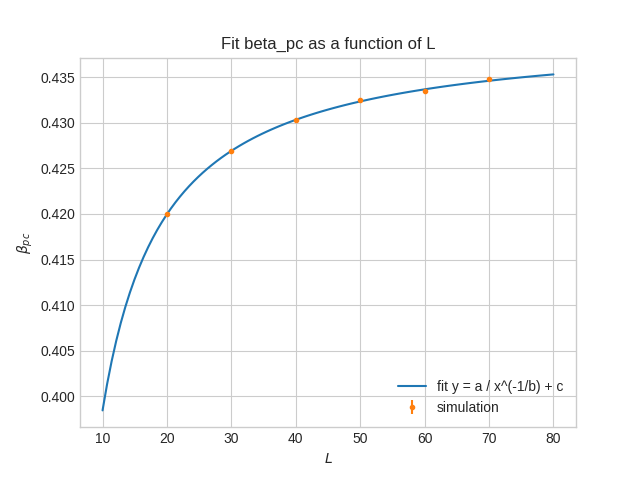 Fit beta_pc as a function of L
0.435
0.430
0.425
0.420
0.415
0.410
0.405
0.400
β_pc
fit y = a / x^(-1/b) + c
simulation
10 20 30 40 50 60 70 80
L